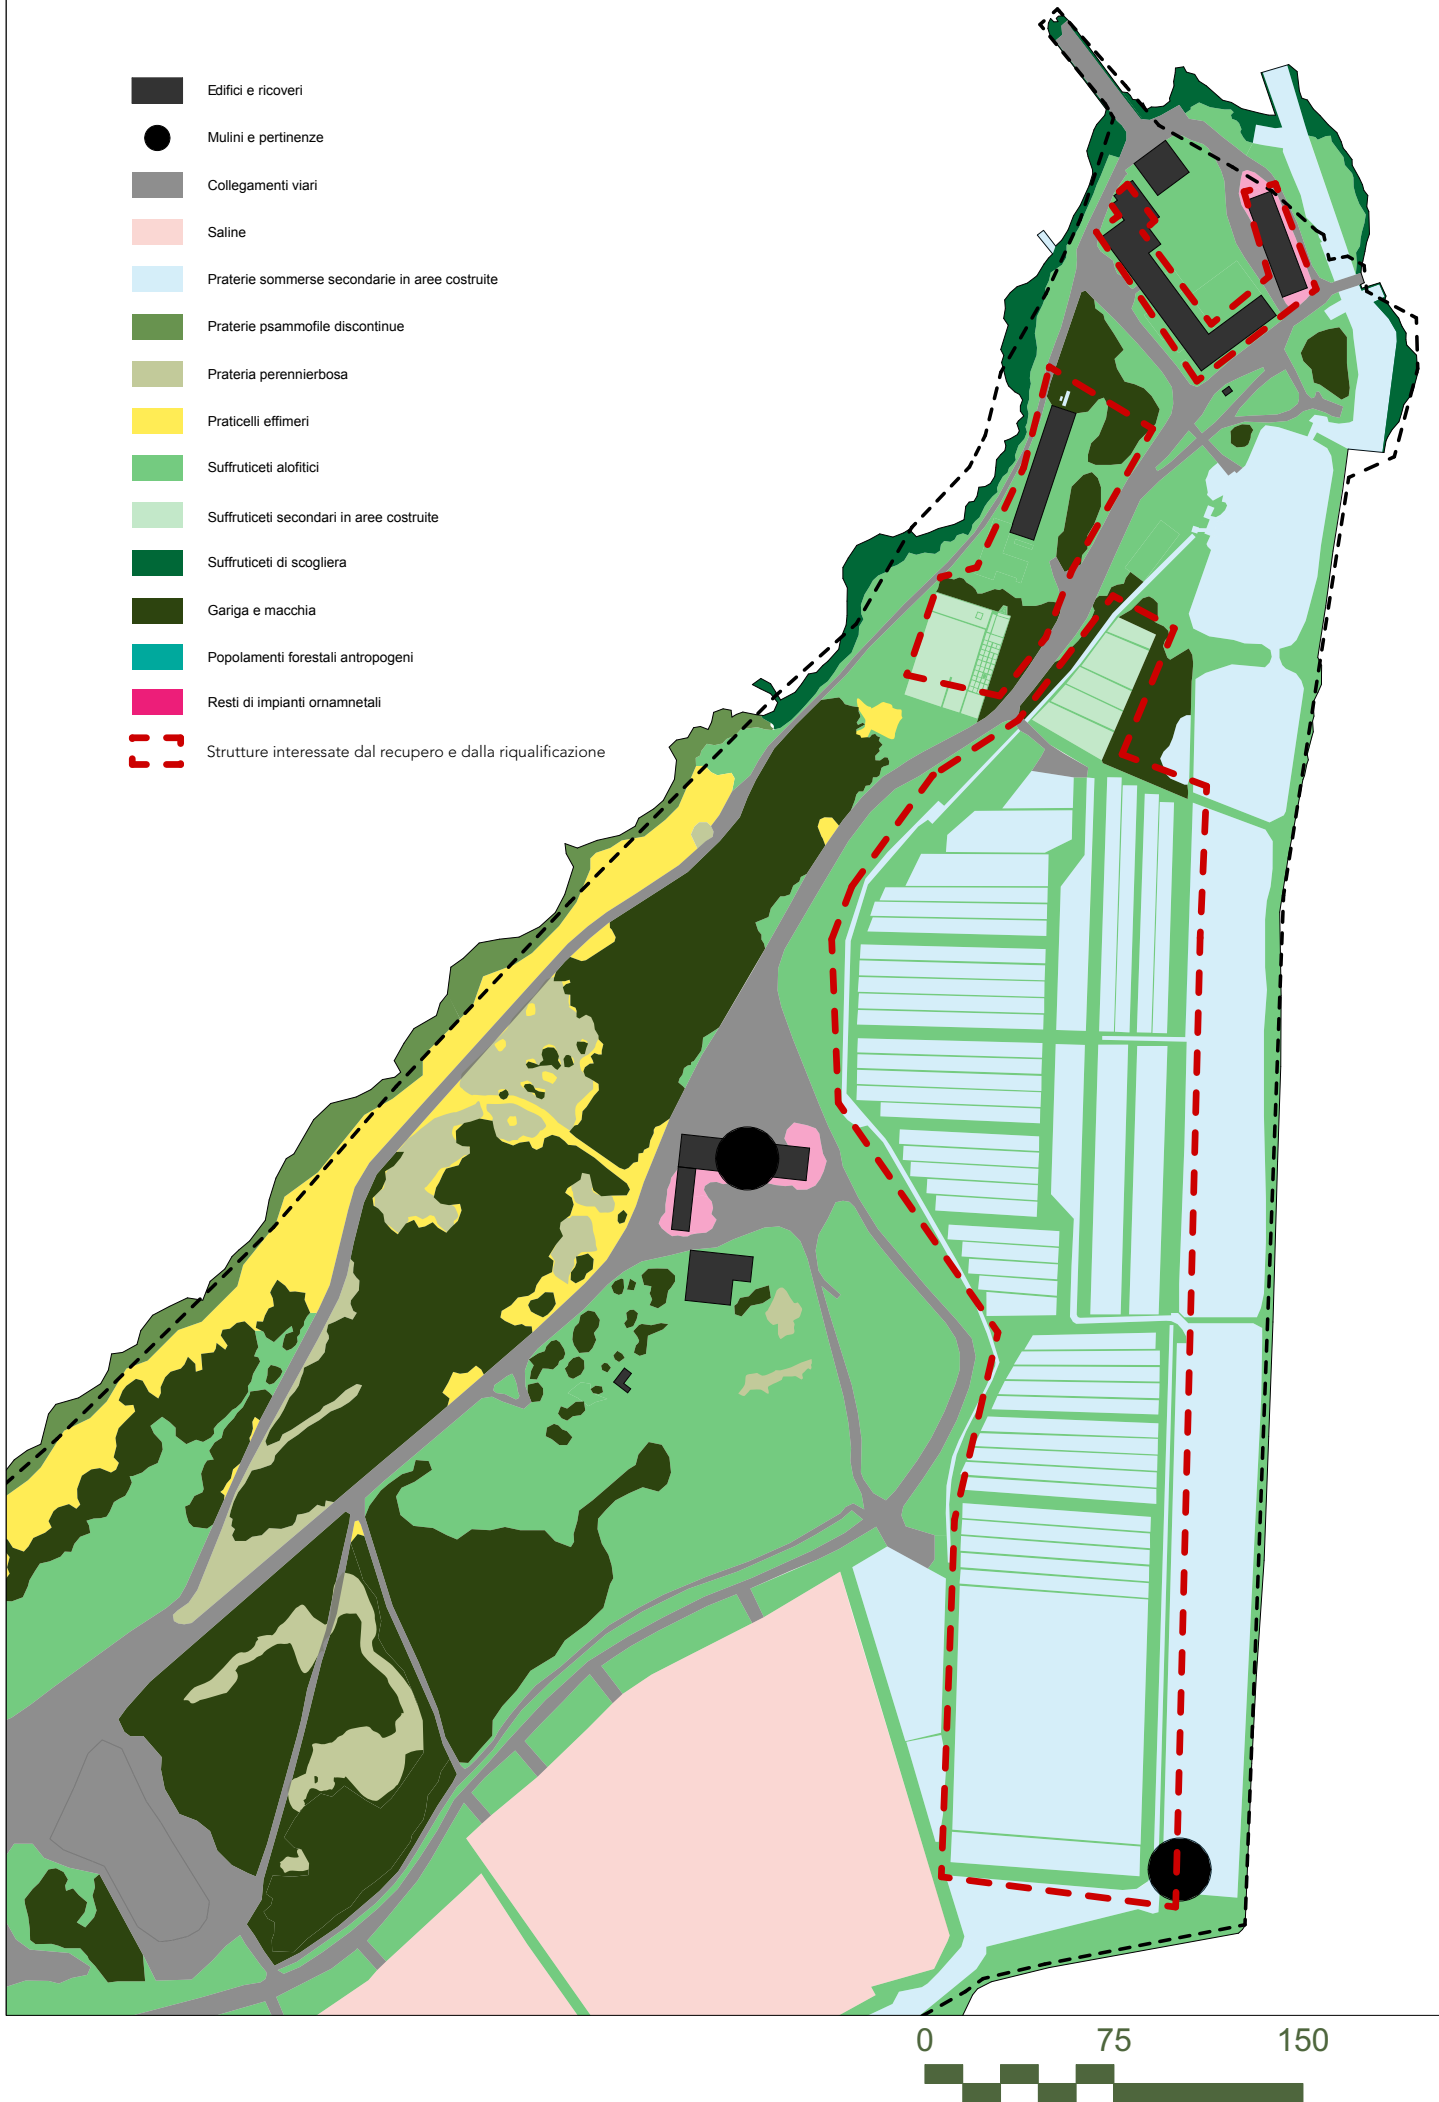 Edifici e ricoveri
Mulini e pertinenze
Collegamenti viari
Saline
Praterie sommerse secondarie in aree costruite
Praterie psammofile discontinue
Prateria perennierbosa
Praticelli effimeri
Suffruticeti alofitici
Suffruticeti secondari in aree costruite
Suffruticeti di scogliera
Gariga e macchia
Popolamenti forestali antropogeni
Resti di impianti ornamnetali
Strutture interessate dal recupero e dalla riqualificazione
0 75 150